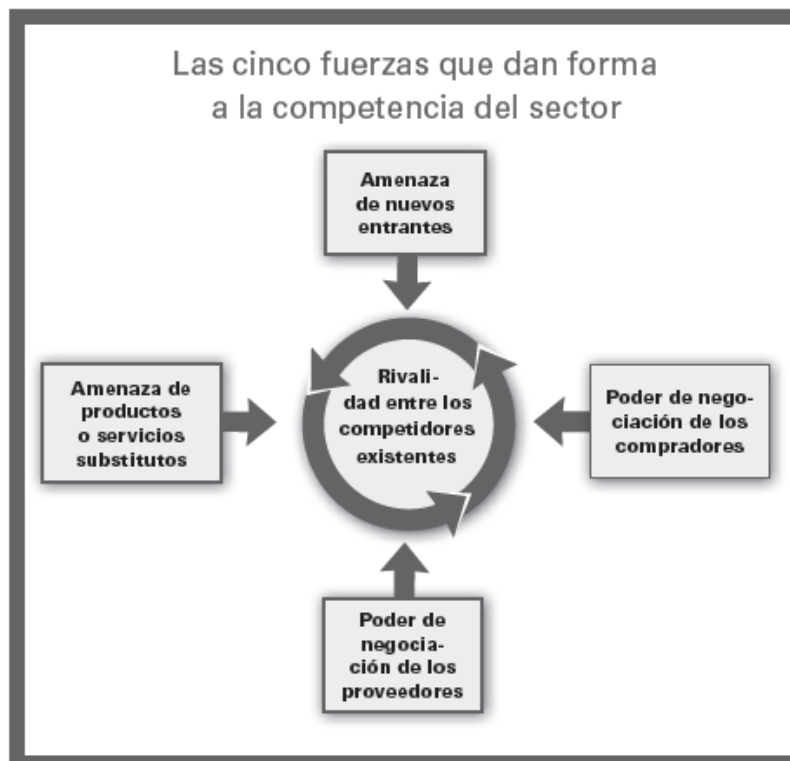 Las cinco fuerzas que dan forma
a la competencia del sector
Amenaza
de nuevos
entrantes
Amenaza de
productos
o servicios
substitutos
Rivali-
dad entre los
competidores
existentes
Poder de nego-
ciación de los
compradores
Poder de
negocia-
ción de los
proveedores